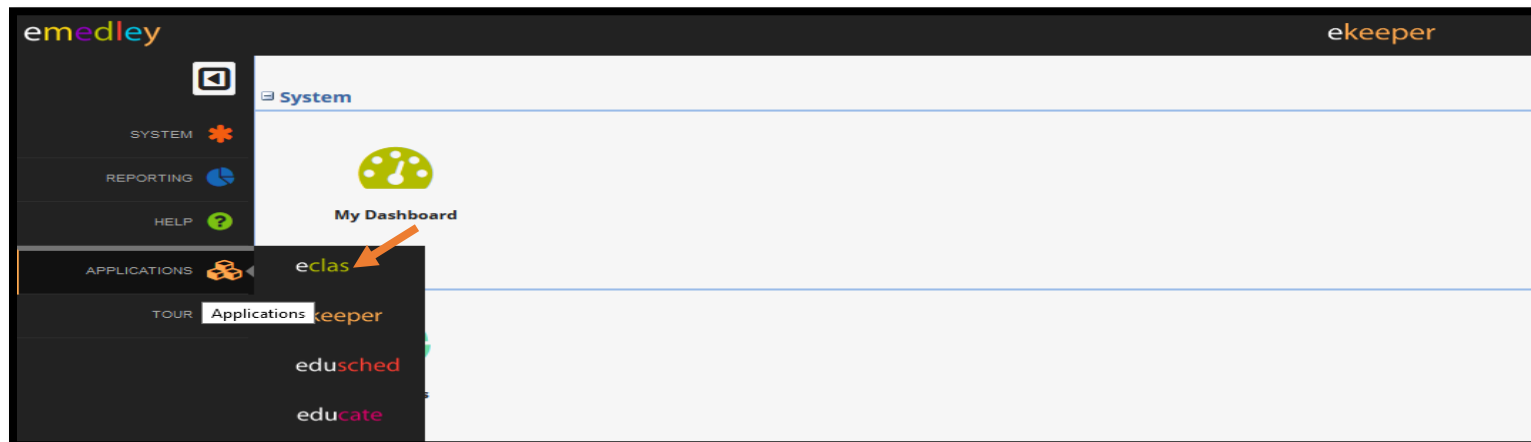 emedley
ekeeper
System
SYSTEM
REPORTING
HELP
APPLICATIONS
TOUR
My Dashboard
eclas
Applications
keeper
edusched
educate